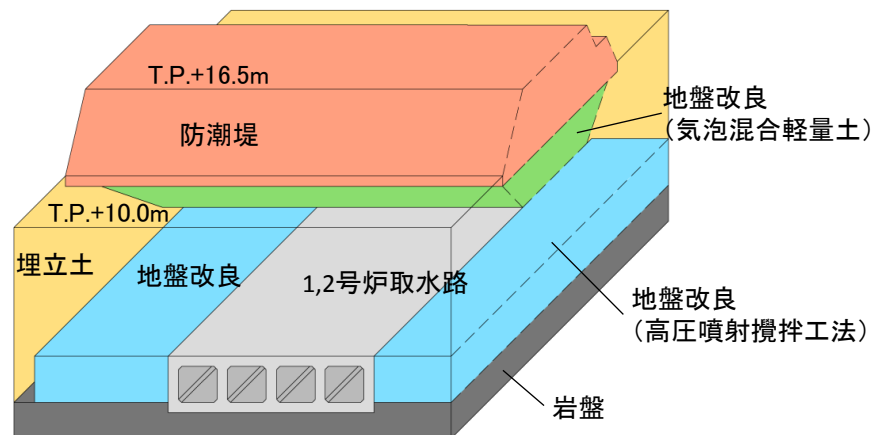 T.P.+16.5m
防潮堤
地盤改良
（気泡混合軽量土）
T.P.+10.0m
埋立土
地盤改良
1,2号炉取水路
地盤改良
（高圧噴射攪拌工法）
岩盤